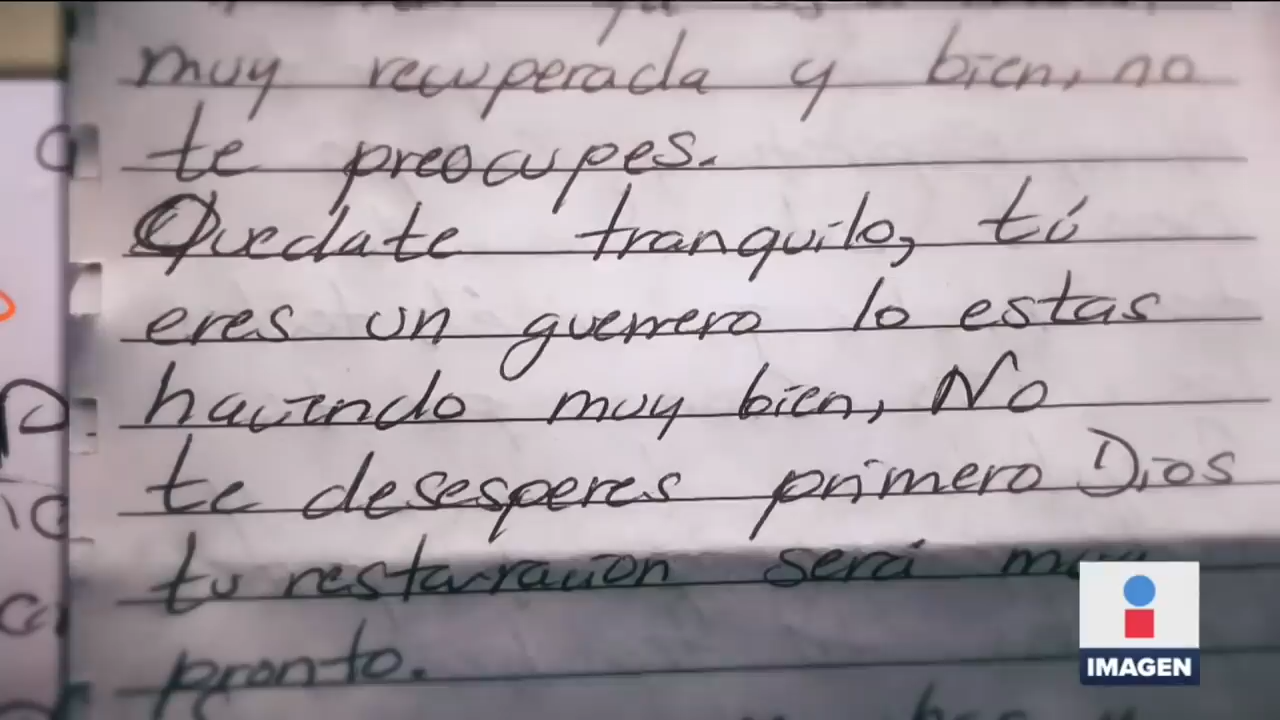 muy recuperada y bien, no
te preocupes.
Quedate tranquilo, tú
eres un guerrero lo estas
haciendo muy bien, No
te desesperes primero Dios
tu restauración será
pronto.
IMAGEN